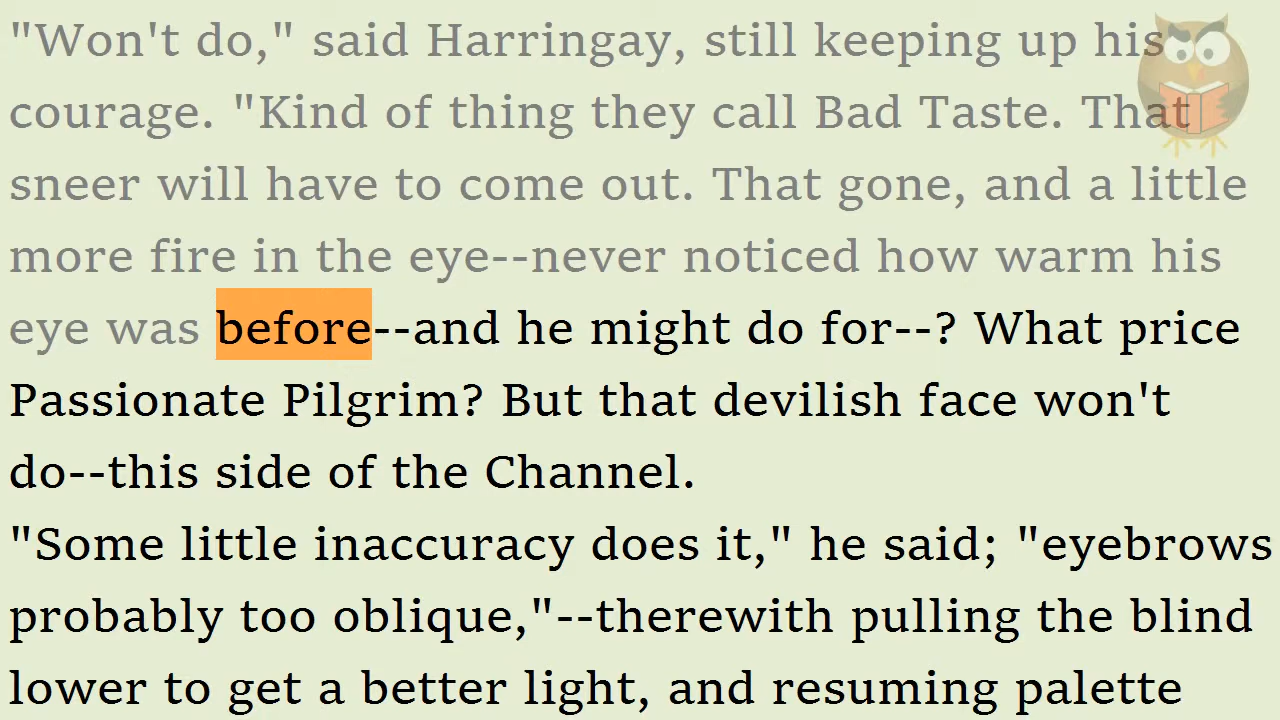 "Won't do," said Harringay, still keeping up his
courage. "Kind of thing they call Bad Taste. That
sneer will have to come out. That gone, and a little
more fire in the eye--never noticed how warm his
eye was before--and he might do for--? What price
Passionate Pilgrim? But that devilish face won't
do--this side of the Channel.
"Some little inaccuracy does it," he said; "eyebrows
probably too oblique,"--therewith pulling the blind
lower to get a better light, and resuming palette